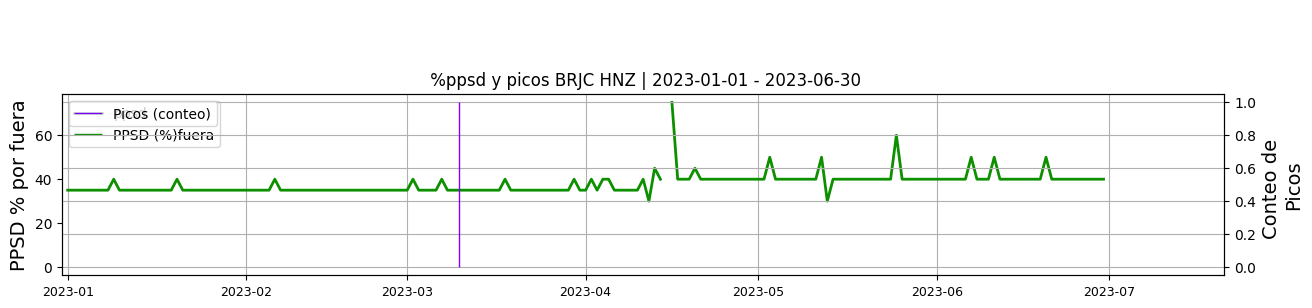 %ppsd y picos BRJC HNZ | 2023-01-01 - 2023-06-30
Picos (conteo)
PPSD (%)fuera
PPSD % por fuera
60
40
20
0
1.0
0.8
0.6
0.4
0.2
0.0
Conteo de
Picos
2023-01
2023-02
2023-03
2023-04
2023-05
2023-06
2023-07